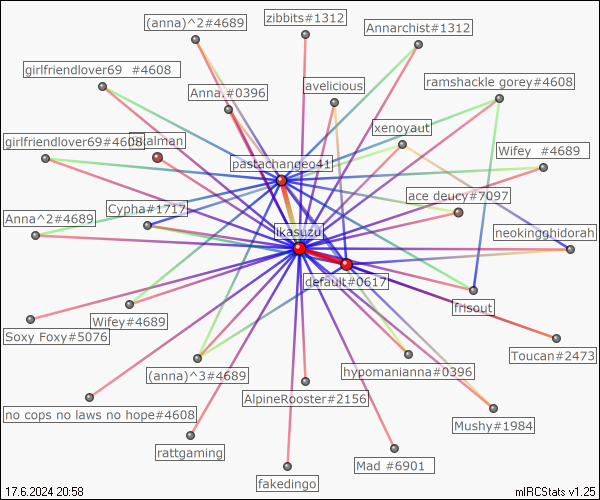 (anna)^2#4689
zibbits#1312
Annarchist#1312
girlfriendlover69 #4608
Anna.#0396
avelicious
ramshackle gorey#4608
xenoyaut
girlfriendlover69#4608
alman
pastachangeo41
Wifey #4689
ace deucy#7097
Anna^2#4689
Cypha#1717
likasuzu
neokingghidorah
default#0617
frisout
Wifey#4689
Soxy Foxy#5076
Toucan#2473
(anna)^3#4689
hypomanianna#0396
AlpineRooster#2156
no cops no laws no hope#4608
Mushy#1984
rattgaming
Mad #6901
fakedingo
17.6.2024 20:58
mIRCStats v1.25